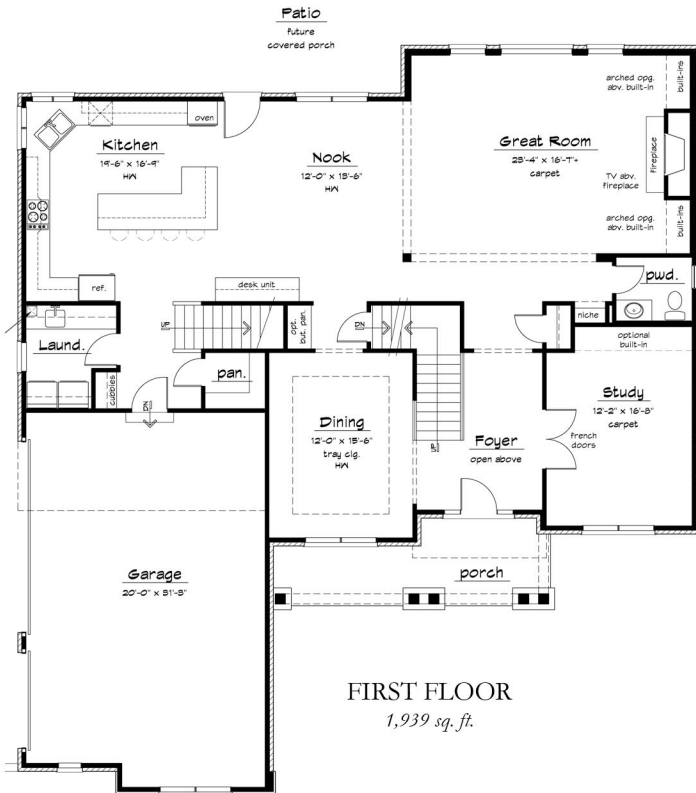 Patio
future
covered porch
arched opg.
abv. built-in
built-ins
oven
Kitchen
19'-6" x 16'-9"
HW
Nook
12'-0" x 13'-6"
HW
Great Room
23'-4" x 16'-7"+
carpet
fireplace
TV abv.
fireplace
arched opg.
abv. built-in
built-ins
ref.
desk unit
pwd.
niche
UP
opt.
but. pan.
DN
Laund.
optional
built-in
pan.
cubbies
DN
Study
12'-2" x 16'-8"
carpet
Dining
12'-0" x 15'-6"
tray clg.
HW
UP
Foyer
open above
french
doors
Garage
20'-0" x 31'-8"
porch
FIRST FLOOR
1,939 sq. ft.